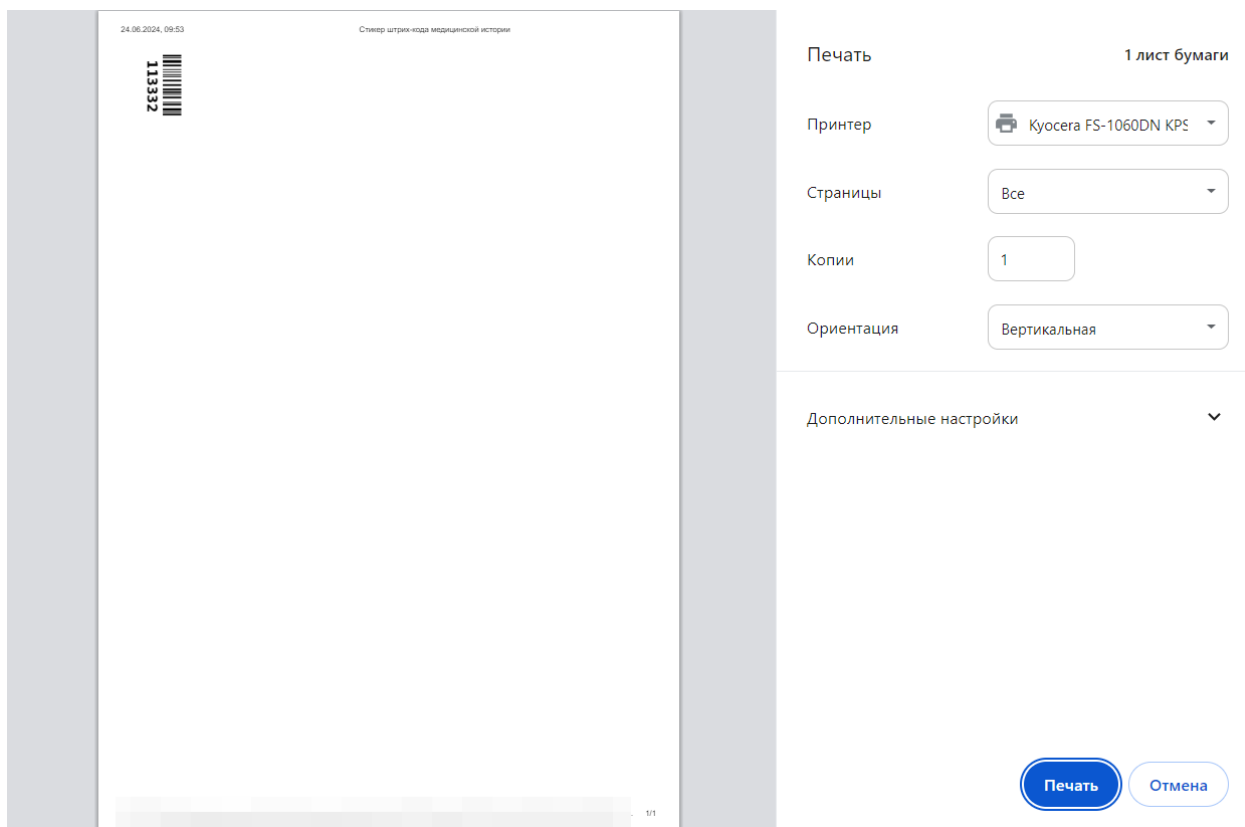 24.06.2024, 09:53
Стикер штрих-кода медицинской истории
113332
1/1
Печать
1 лист бумаги
Принтер
Kyocera FS-1060DN KPS
Страницы
Все
Копии
1
Ориентация
Вертикальная
Дополнительные настройки
Печать
Отмена